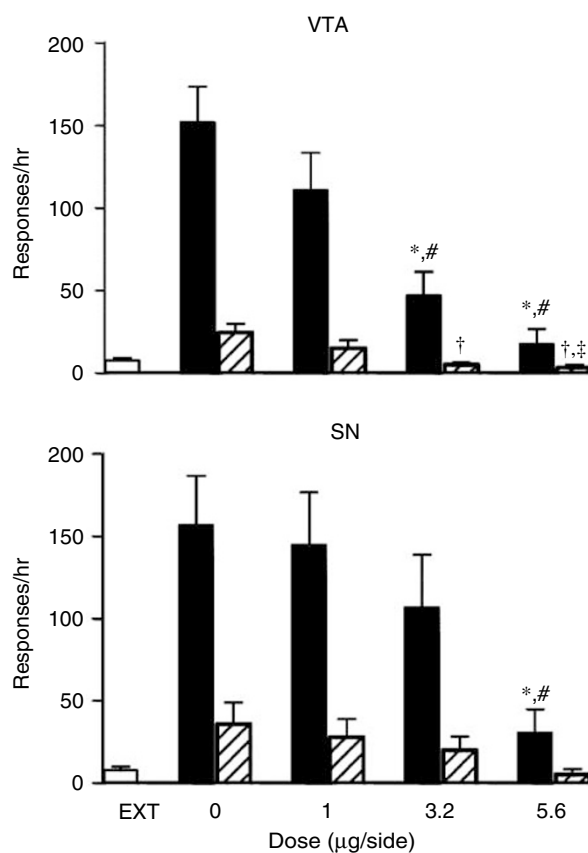 VTA
200
150
100
50
0
Responses/hr
*,#
*,#
†
†,‡
SN
200
150
100
50
0
Responses/hr
*,#
EXT 0 1 3.2 5.6
Dose (μg/side)